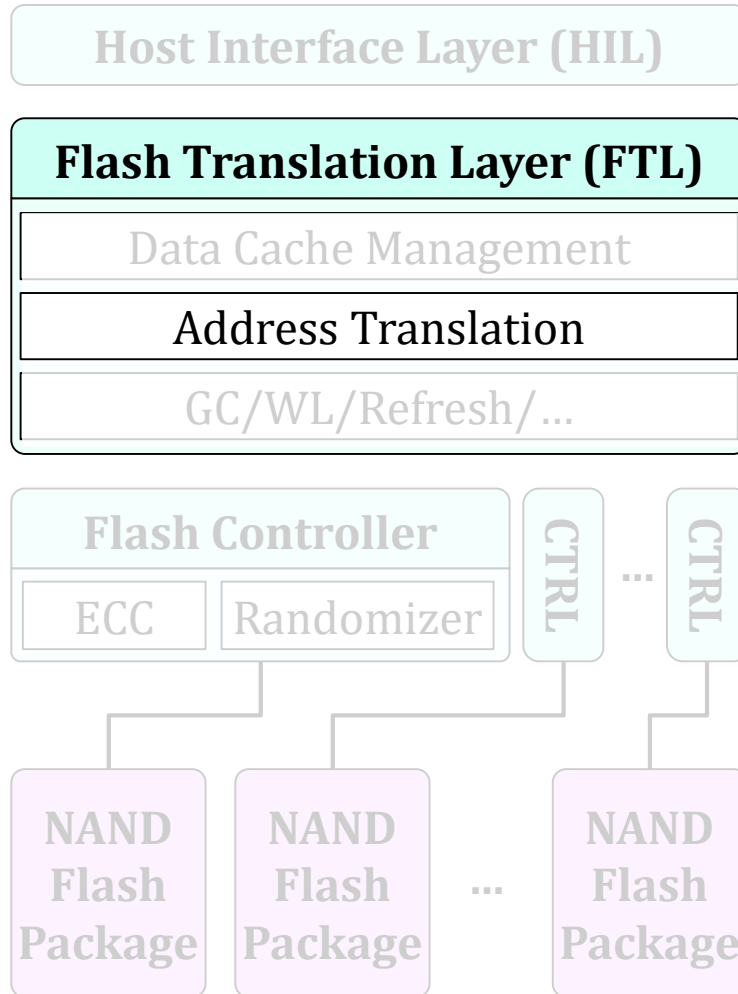 Host Interface Layer (HIL)
Flash Translation Layer (FTL)
Data Cache Management
Address Translation
GC/WL/Refresh/...
Flash Controller
ECC
Randomizer
CTRL
...
CTRL
NAND
Flash
Package
NAND
Flash
Package
...
NAND
Flash
Package